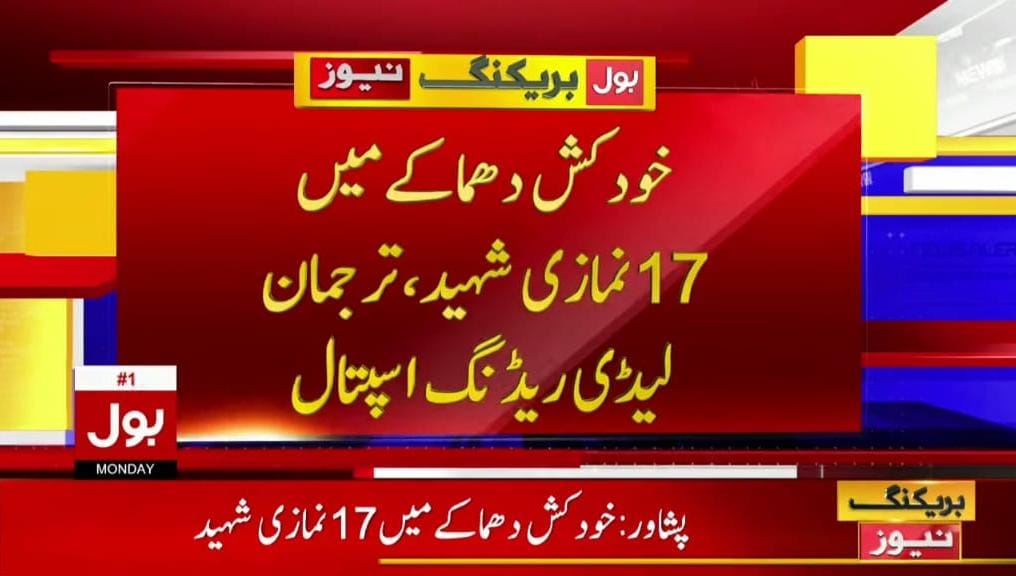 بول بریکنگ نیوز
خودکش دھماکے میں
17 نمازی شہید، ترجمان
لیڈی ریڈنگ اسپتال
#1
بول
MONDAY
پشاور: خودکش دھماکے میں 17 نمازی شہید
بریکنگ
نیوز
NEWS